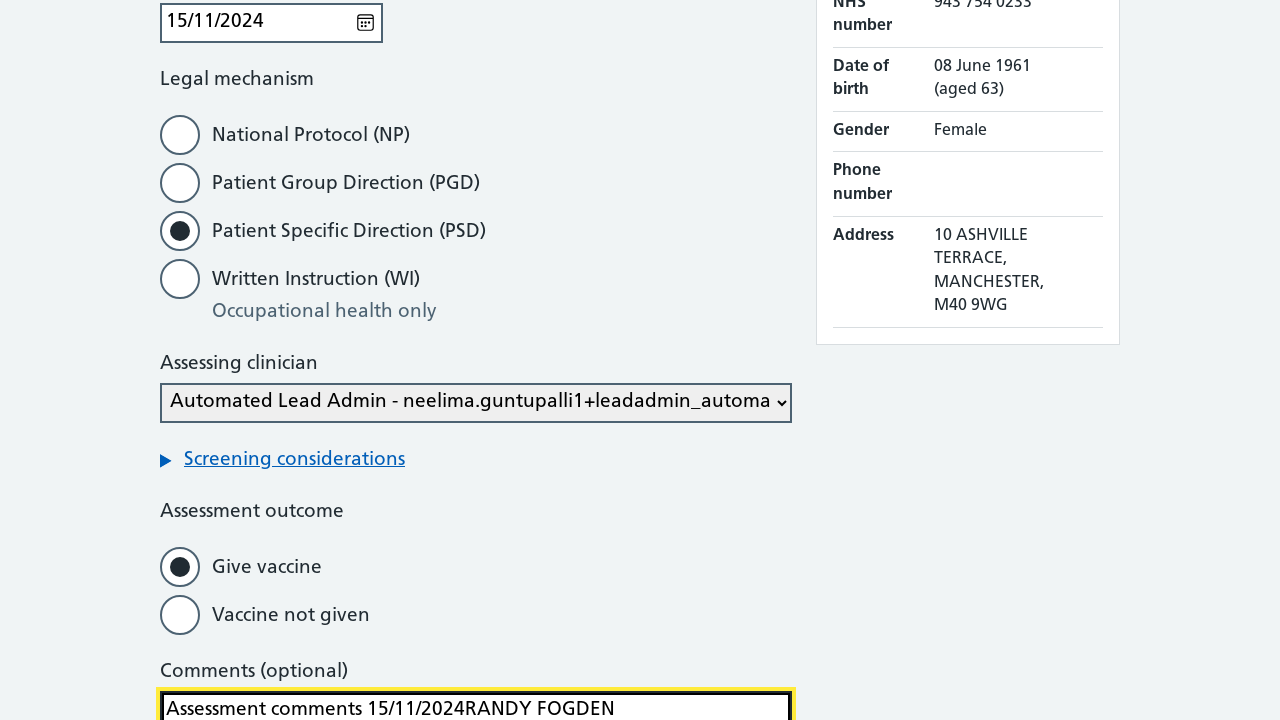 15/11/2024
Legal mechanism
National Protocol (NP)
Patient Group Direction (PGD)
Patient Specific Direction (PSD)
Written Instruction (WI)
Occupational health only
Assessing clinician
Automated Lead Admin - neelima.guntupalli1+leadadmin_automa
Screening considerations
Assessment outcome
Give vaccine
Vaccine not given
Comments (optional)
Assessment comments 15/11/2024RANDY FOGDEN
NHS 943 754 0233
number
Date of 08 June 1961
birth (aged 63)
Gender Female
Phone
number
Address 10 ASHVILLE
TERRACE,
MANCHESTER,
M40 9WG